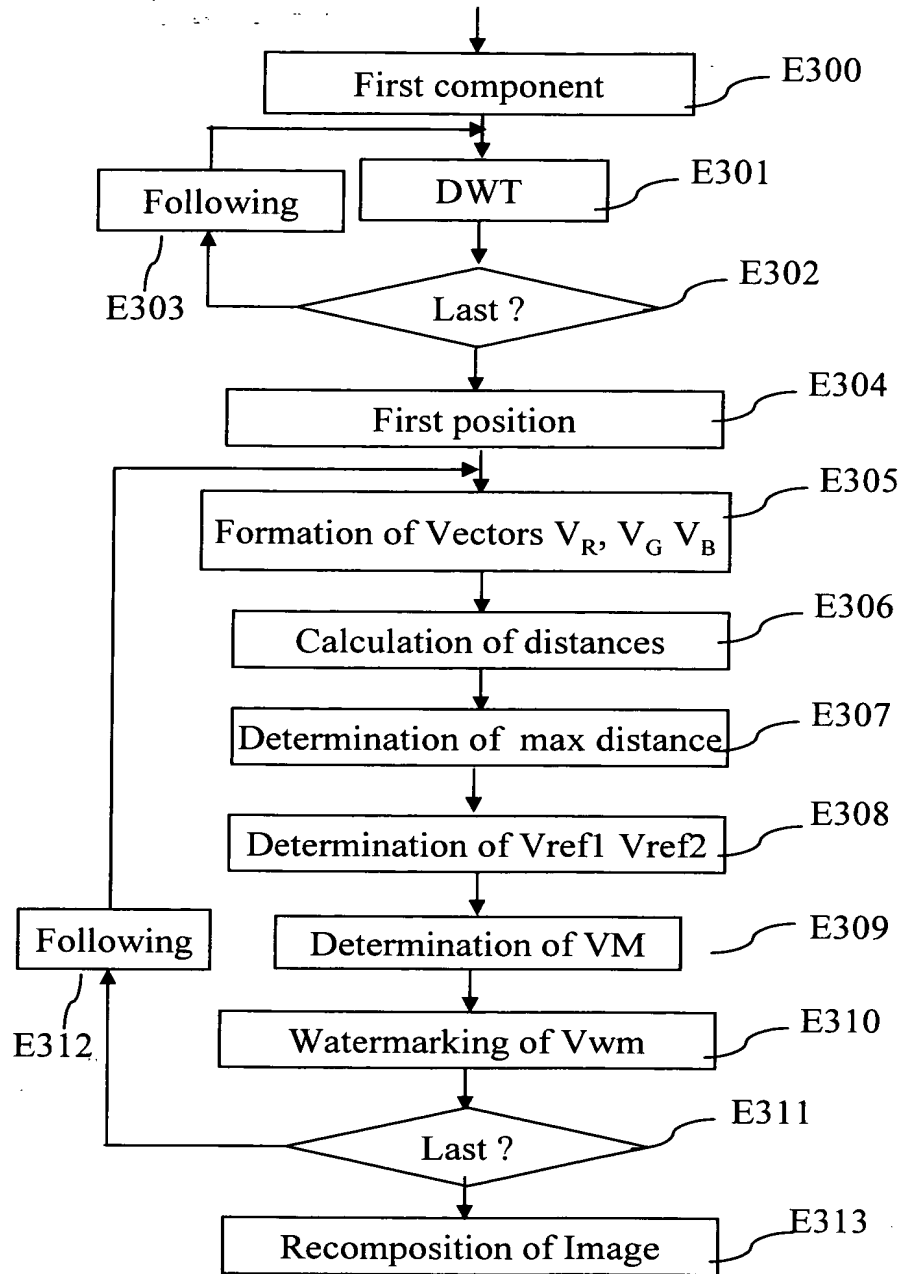 First component
E300
DWT
E301
Following
E303
Last ?
E302
First position
E304
Formation of Vectors V_R, V_G V_B
E305
Calculation of distances
E306
Determination of max distance
E307
Determination of Vref1 Vref2
E308
Determination of VM
E309
Following
E312
Watermarking of Vwm
E310
Last ?
E311
Recomposition of Image
E313